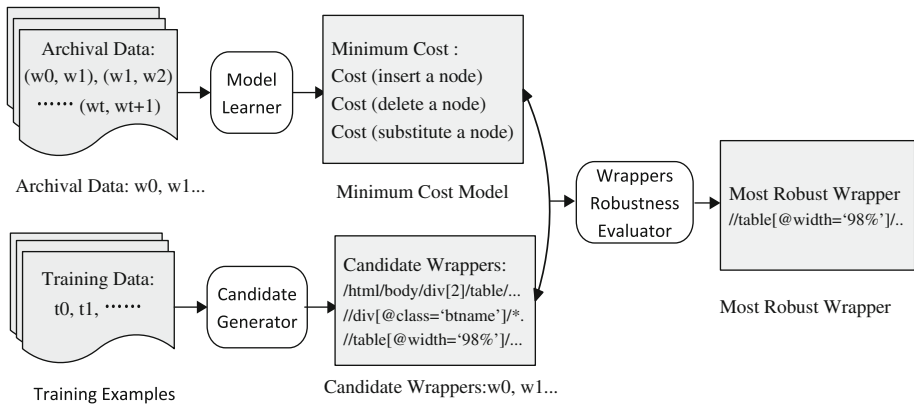 Archival Data:
(w0, w1), (w1, w2)
······ (wt, wt+1)
Archival Data: w0, w1...
Model
Learner
Minimum Cost :
Cost (insert a node)
Cost (delete a node)
Cost (substitute a node)
Minimum Cost Model
Training Data:
t0, t1, ······
Training Examples
Candidate
Generator
Candidate Wrappers:
/html/body/div[2]/table/...
//div[@class=‘btname’]/*.
//table[@width=‘98%’]/...
Candidate Wrappers:w0, w1...
Wrappers
Robustness
Evaluator
Most Robust Wrapper
//table[@width=‘98%’]/..
Most Robust Wrapper